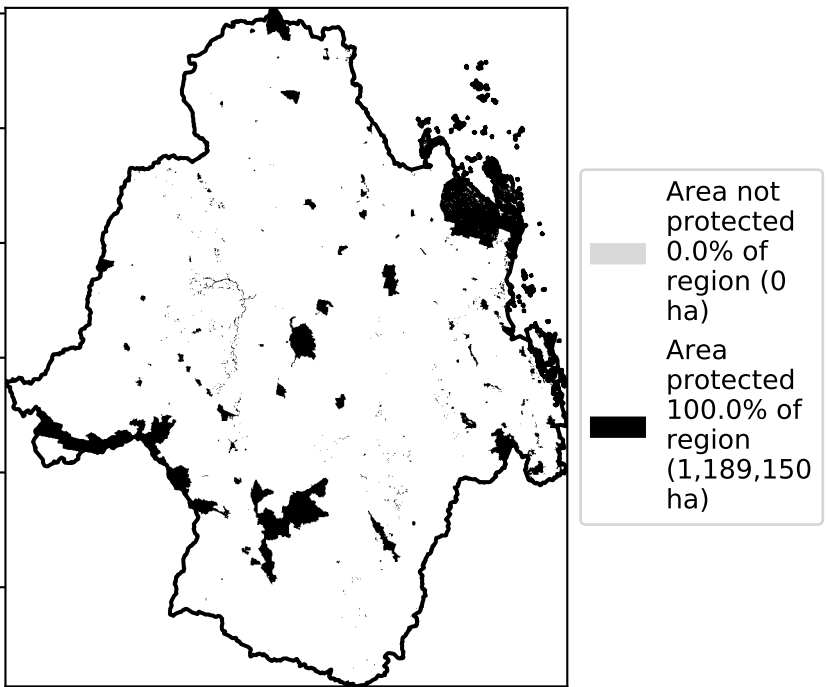 Area not
protected
0.0% of
region (0
ha)
Area
protected
100.0% of
region
(1,189,150
ha)